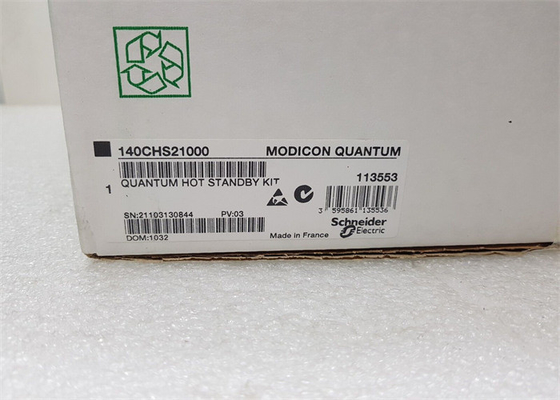 140CHS21000 MODICON QUANTUM
1 QUANTUM HOT STANDBY KIT 113553
SN:21103130844 PV:03 3 595861 135536
DOM:1032 Made in France Schneider
Electric